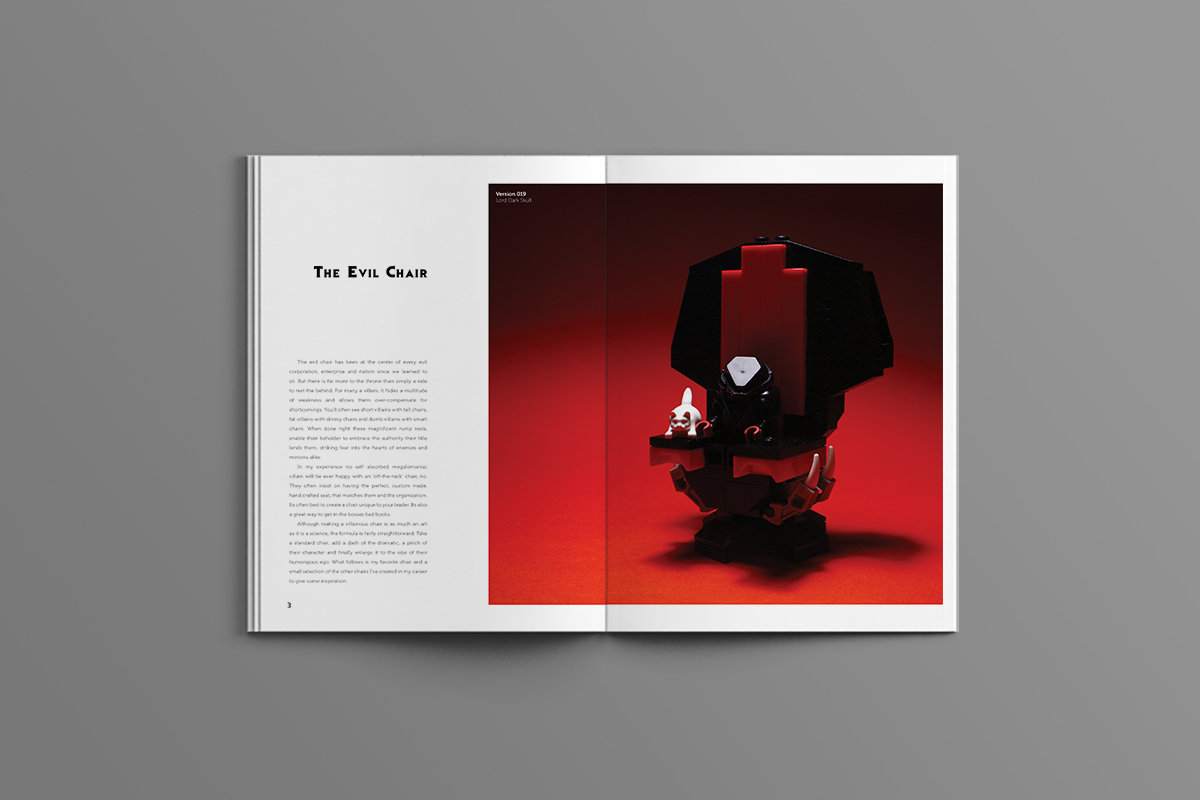 Version 019
Lord Dark Skull
The Evil Chair
The evil chair has been at the center of every evil
corporation, enterprise and nation since we learned to
sit. But there is far more to the throne than simply a side
to rest the behind. For many a villain, it hides a multitude
of weakness and allows them over-compensate for
shortcomings. You'll often see short villains with tall chairs,
fat villains with skinny chairs and dumb villains with smart
chairs. When done right these magnificent rump rests,
enable their beholder to embrace the authority their title
lends them, striking fear into the hearts of enemies and
minions alike.
In my experience no self absorbed megalomaniac
villain will be ever happy with an 'off-the-rack' chair, no.
They often insist on having the perfect, custom made,
hand crafted seat, that matches them and the organization.
Its often best to create a chair unique to your leader. Its also
a great way to get in the bosses bad books.
Although making a villainous chair is as much an art
as it is a science, the formula is fairly straightforward. Take
a standard chair, add a dash of the dramatic, a pinch of
their character and finally enlarge it to the size of their
humongous ego. What follows is my favorite chair and a
small selection of the other chairs I've created in my career
to give some inspiration.
3